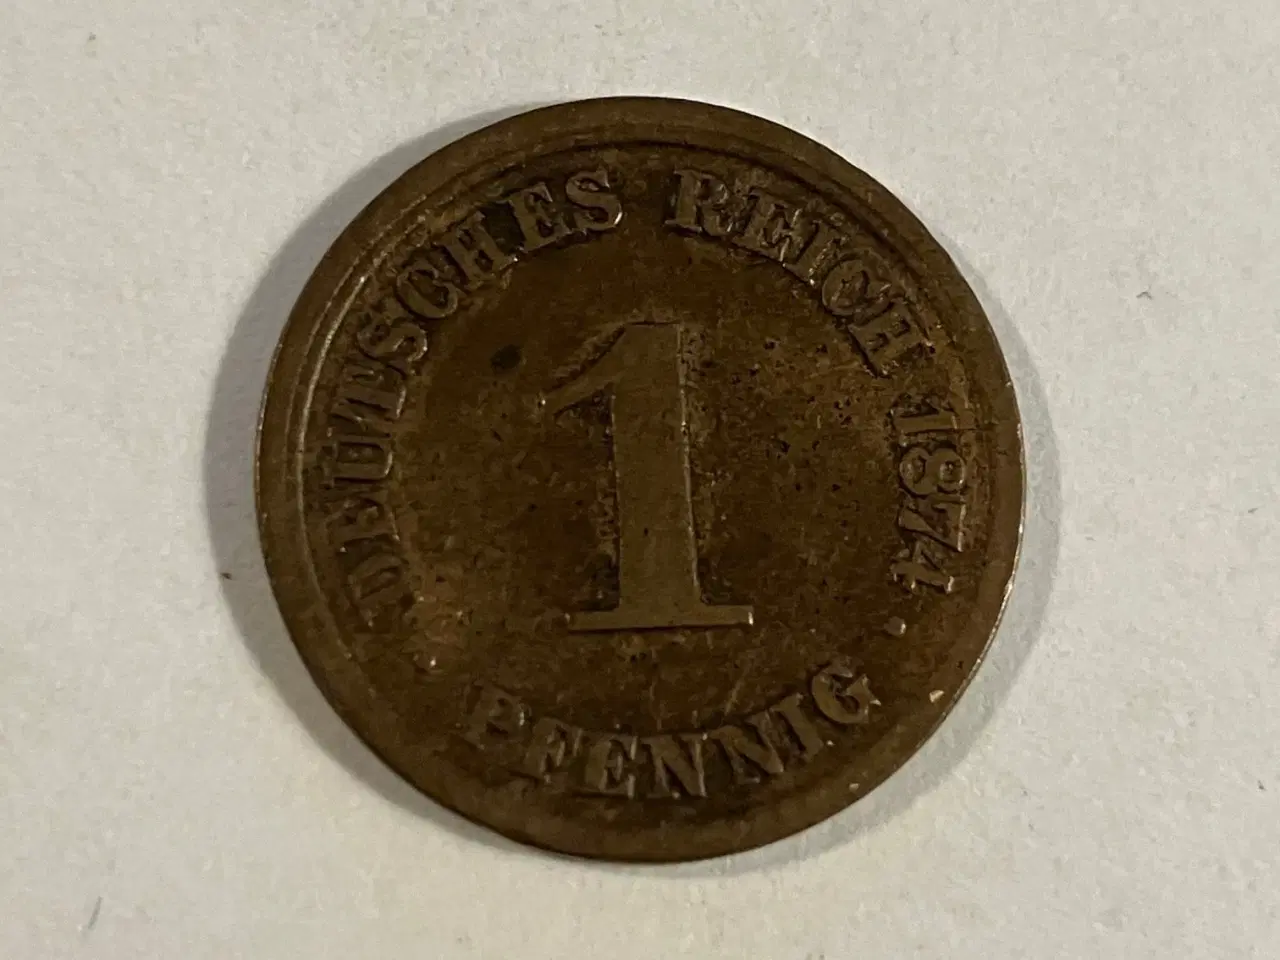 DEUTSCHES REICH 1874.
1
PFENNIG